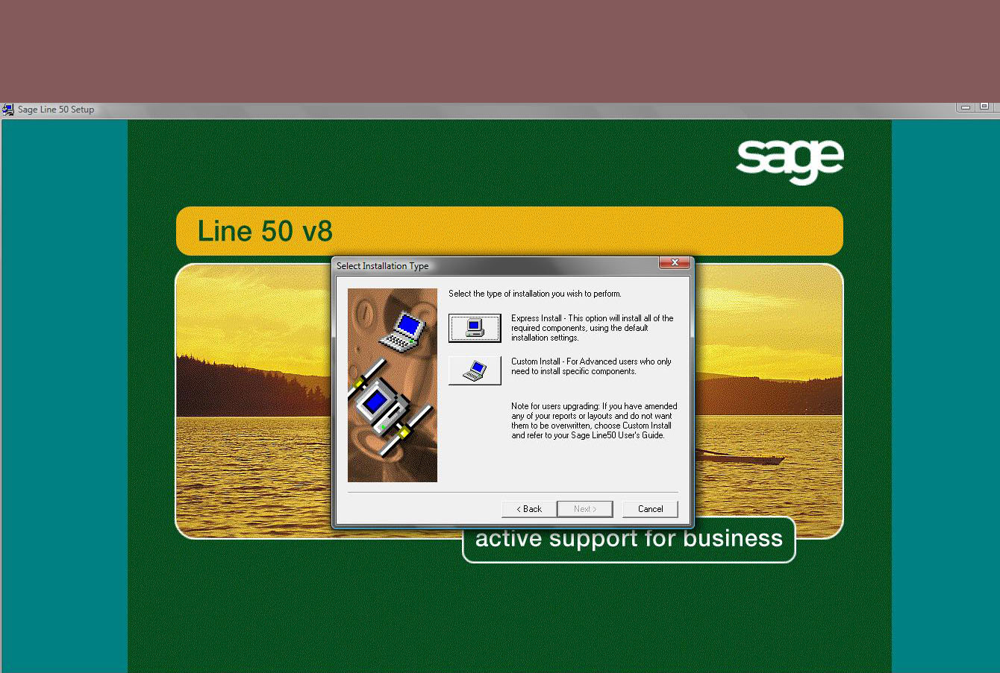 Sage Line 50 Setup
sage
Line 50 v8
Select Installation Type
Select the type of installation you wish to perform.
Express Install - This option will install all of the
required components, using the default
installation settings.
Custom Install - For Advanced users who only
need to install specific components.
Note for users upgrading: If you have amended
any of your reports or layouts and do not want
them to be overwritten, choose Custom Install
and refer to your Sage Line50 User's Guide.
< Back
Next >
Cancel
active support for business